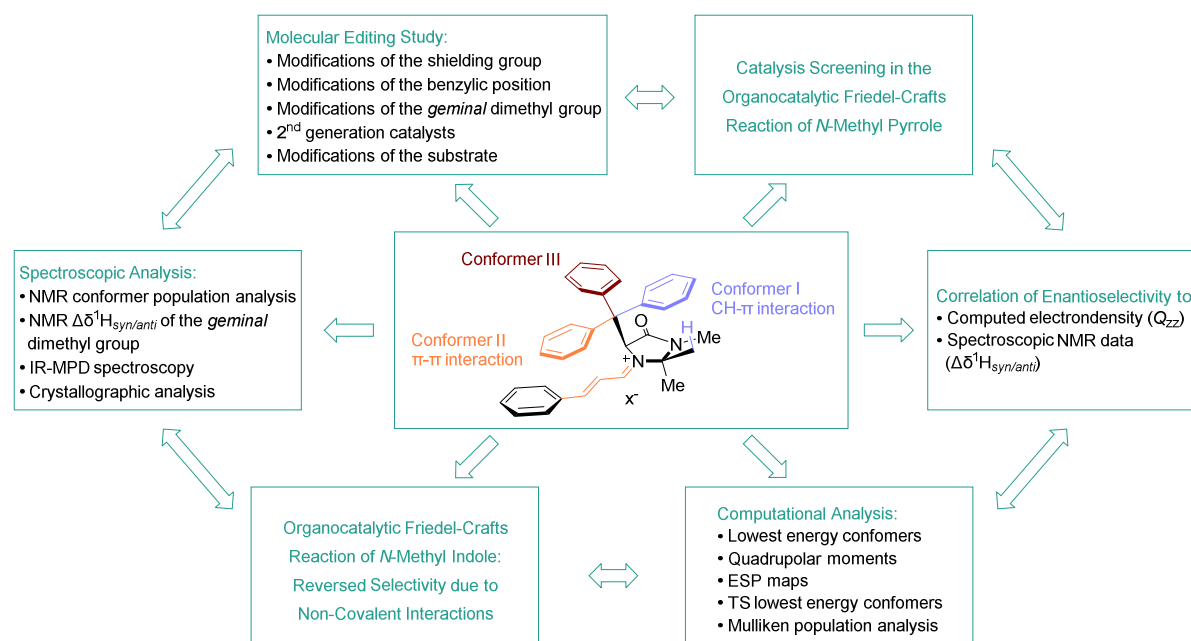 Molecular Editing Study:
• Modifications of the shielding group
• Modifications of the benzylic position
• Modifications of the geminal dimethyl group
• 2nd generation catalysts
• Modifications of the substrate
Catalysis Screening in the
Organocatalytic Friedel-Crafts
Reaction of N-Methyl Pyrrole
Spectroscopic Analysis:
• NMR conformer population analysis
• NMR Δδ¹Hsyn/anti of the geminal
dimethyl group
• IR-MPD spectroscopy
• Crystallographic analysis
Conformer III
Conformer I
CH-π interaction
Conformer II
π-π interaction
O
H
N
Me
N
+
Me
x⁻
Correlation of Enantioselectivity to
• Computed electrondensity (Qzz)
• Spectroscopic NMR data
(Δδ¹Hsyn/anti)
Organocatalytic Friedel-Crafts
Reaction of N-Methyl Indole:
Reversed Selectivity due to
Non-Covalent Interactions
Computational Analysis:
• Lowest energy confomers
• Quadrupolar moments
• ESP maps
• TS lowest energy confomers
• Mulliken population analysis